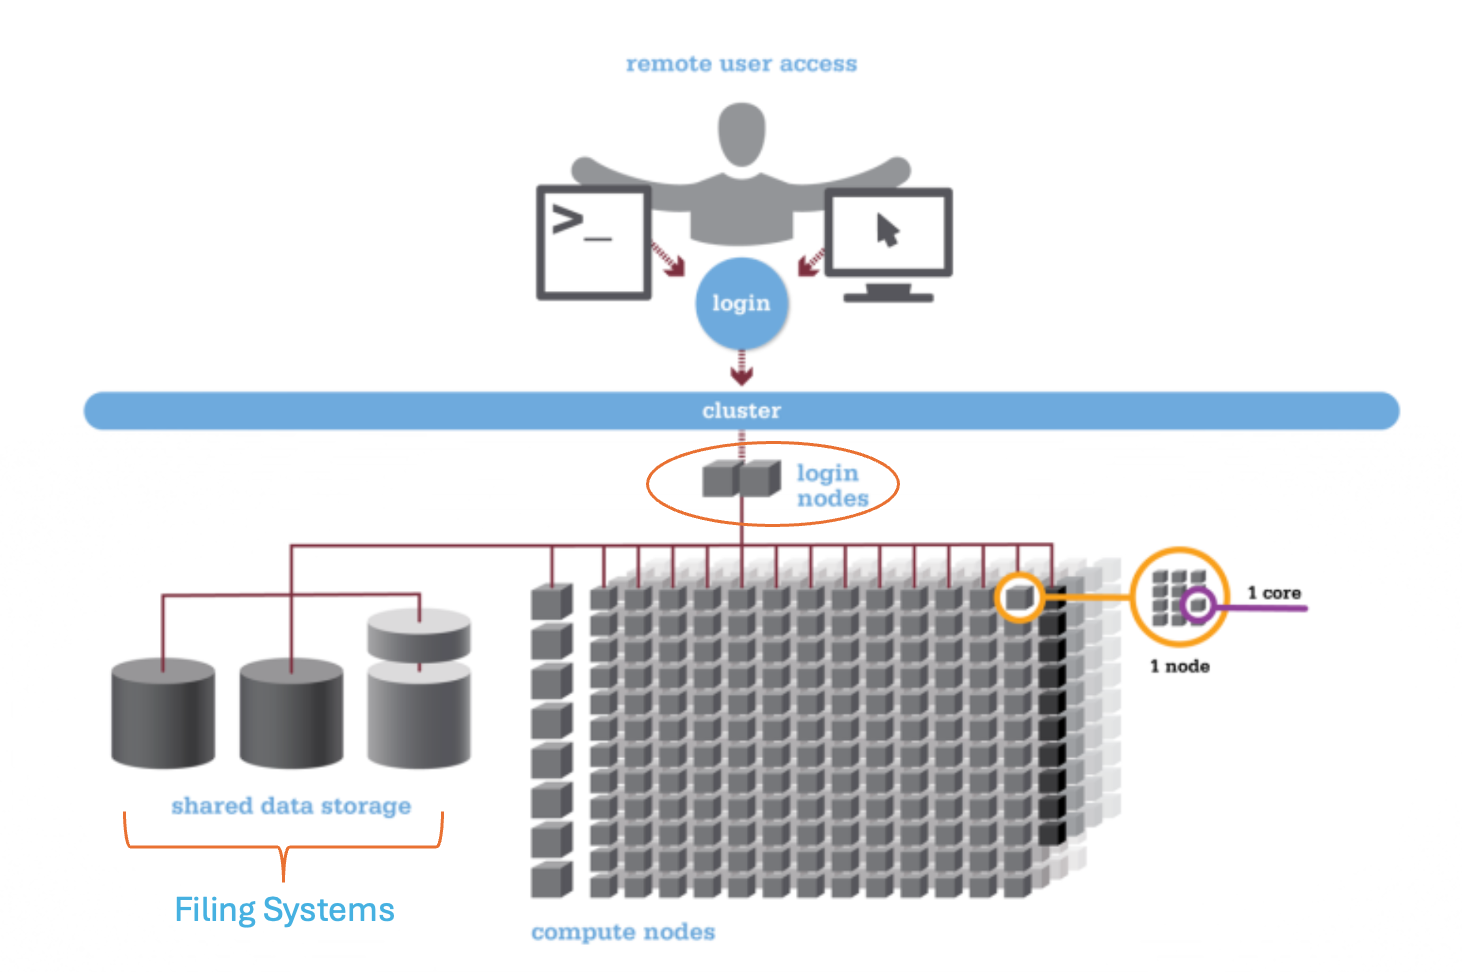 remote user access
>_
login
cluster
login
nodes
1 core
1 node
shared data storage
Filing Systems
compute nodes